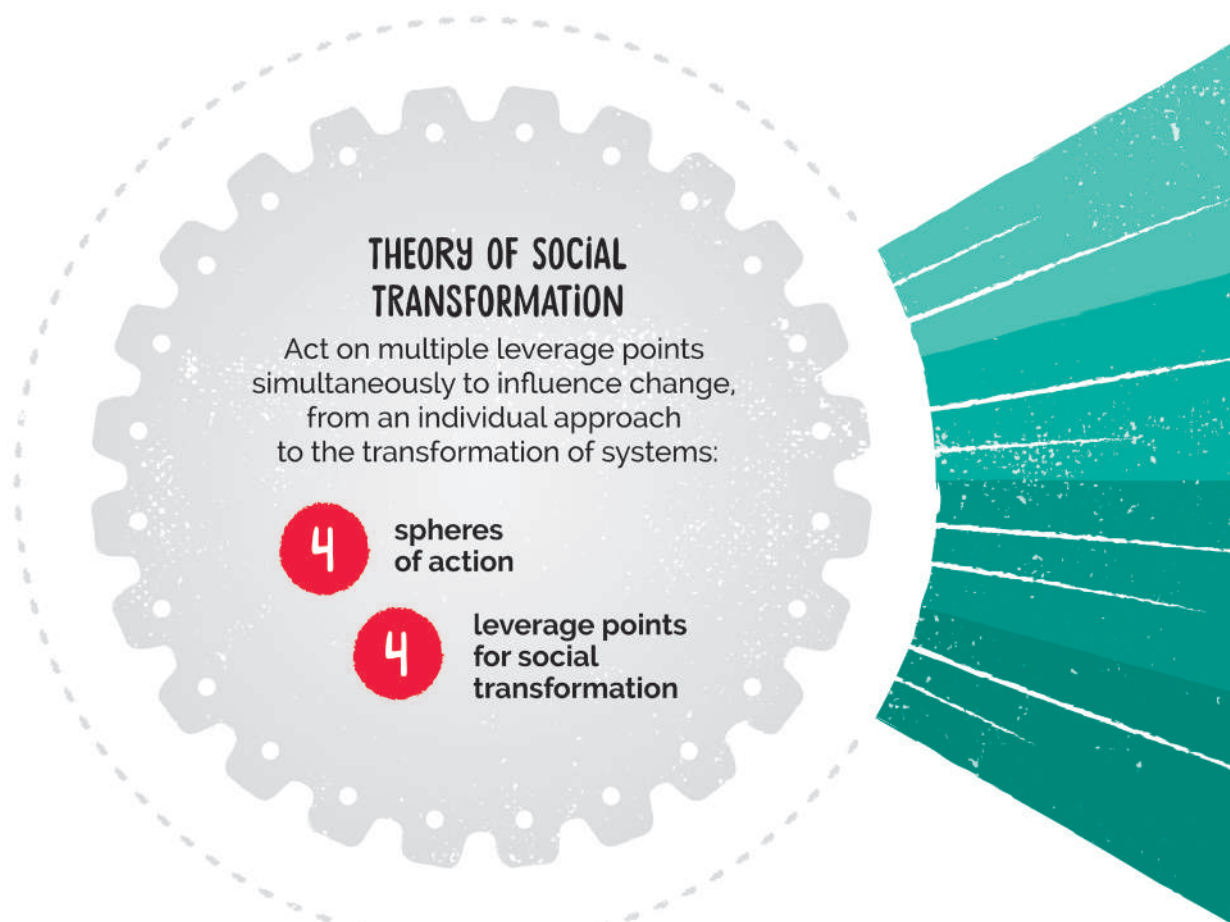 THEORY OF SOCIAL
TRANSFORMATION
Act on multiple leverage points
simultaneously to influence change,
from an individual approach
to the transformation of systems:
4
spheres
of action
4
leverage points
for social
transformation